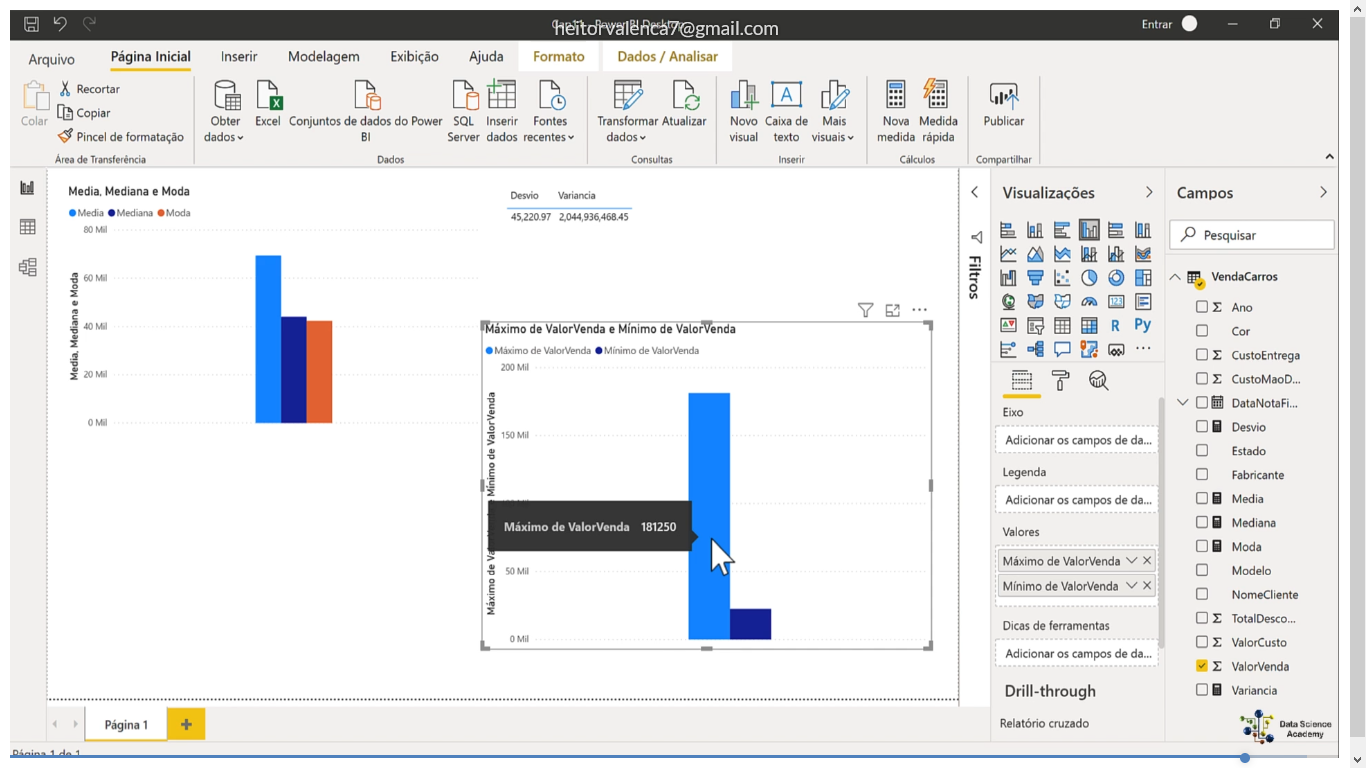 heitorvalenca7@gmail.com
Entrar
Arquivo Página Inicial Inserir Modelagem Exibição Ajuda Formato Dados / Analisar
Colar
Recortar
Copiar
Pincel de formatação
Área de Transferência
Obter dados
Excel
Conjuntos de dados do Power BI
SQL Server
Inserir dados
Fontes recentes
Dados
Transformar dados
Atualizar
Consultas
Novo visual
Caixa de texto
Mais visuais
Inserir
Nova medida
Medida rápida
Cálculos
Publicar
Compartilhar
Media, Mediana e Moda
Media Mediana Moda
80 Mil
60 Mil
40 Mil
20 Mil
0 Mil
Media, Mediana e Moda
Desvio Variancia
45,220.97 2,044,936,468.45
Máximo de ValorVenda e Mínimo de ValorVenda
Máximo de ValorVenda Mínimo de ValorVenda
200 Mil
150 Mil
50 Mil
0 Mil
Máximo de ValorVenda 181250
Filtros
Visualizações
R Py
Eixo
Adicionar os campos de da...
Legenda
Adicionar os campos de da...
Valores
Máximo de ValorVenda
Mínimo de ValorVenda
Dicas de ferramentas
Adicionar os campos de da...
Drill-through
Relatório cruzado
Campos
Pesquisar
VendaCarros
Ano
Cor
CustoEntrega
CustoMaoD...
DataNotaFi...
Desvio
Estado
Fabricante
Media
Mediana
Moda
Modelo
NomeCliente
TotalDesco...
ValorCusto
ValorVenda
Variancia
Data Science
Academy
Página 1
Página 1 de 1